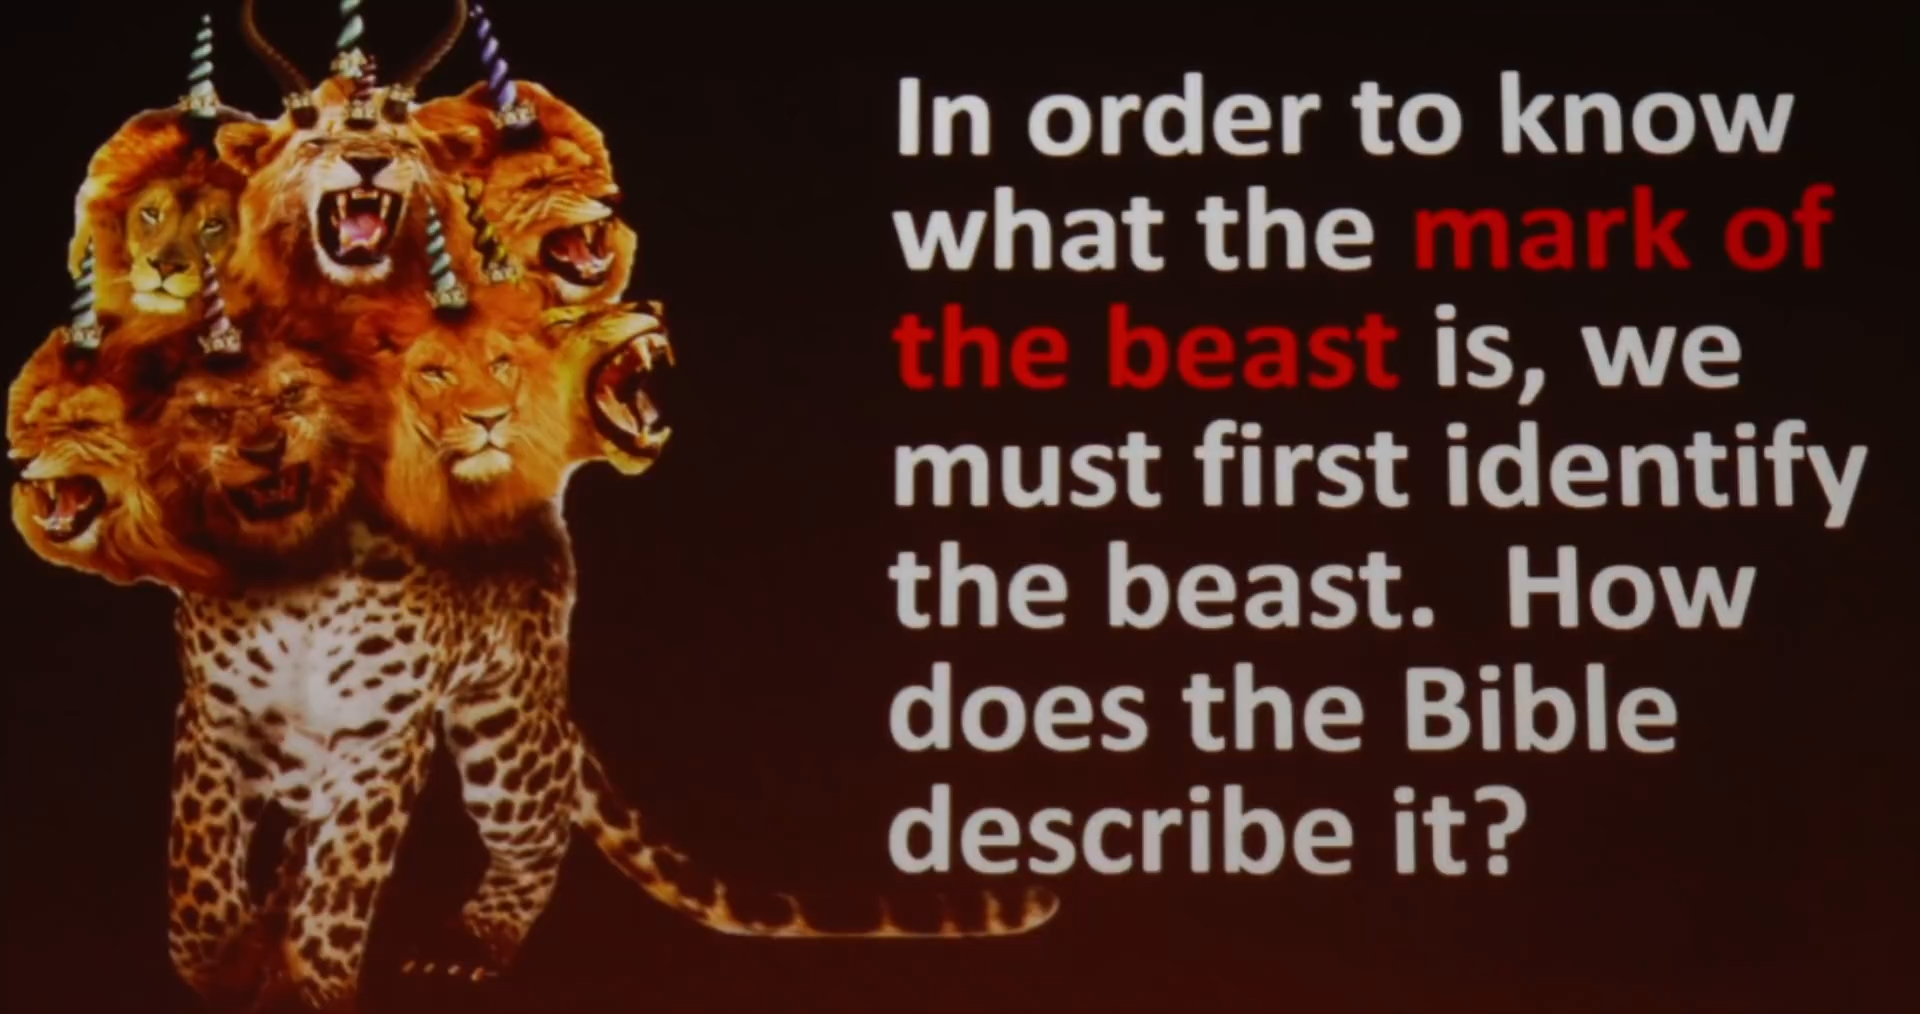 In order to know
what the mark of
the beast is, we
must first identify
the beast.  How
does the Bible
describe it?